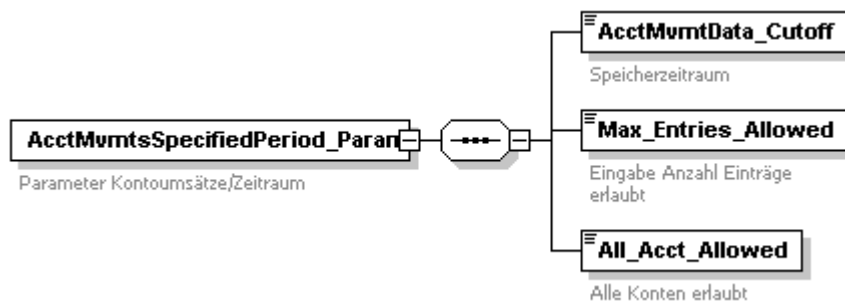 AcctMvmtData_Cutoff
Speicherzeitraum
AcctMvmtsSpecifiedPeriod_Param
Parameter Kontoumsätze/Zeitraum
Max_Entries_Allowed
Eingabe Anzahl Einträge
erlaubt
All_Acct_Allowed
Alle Konten erlaubt